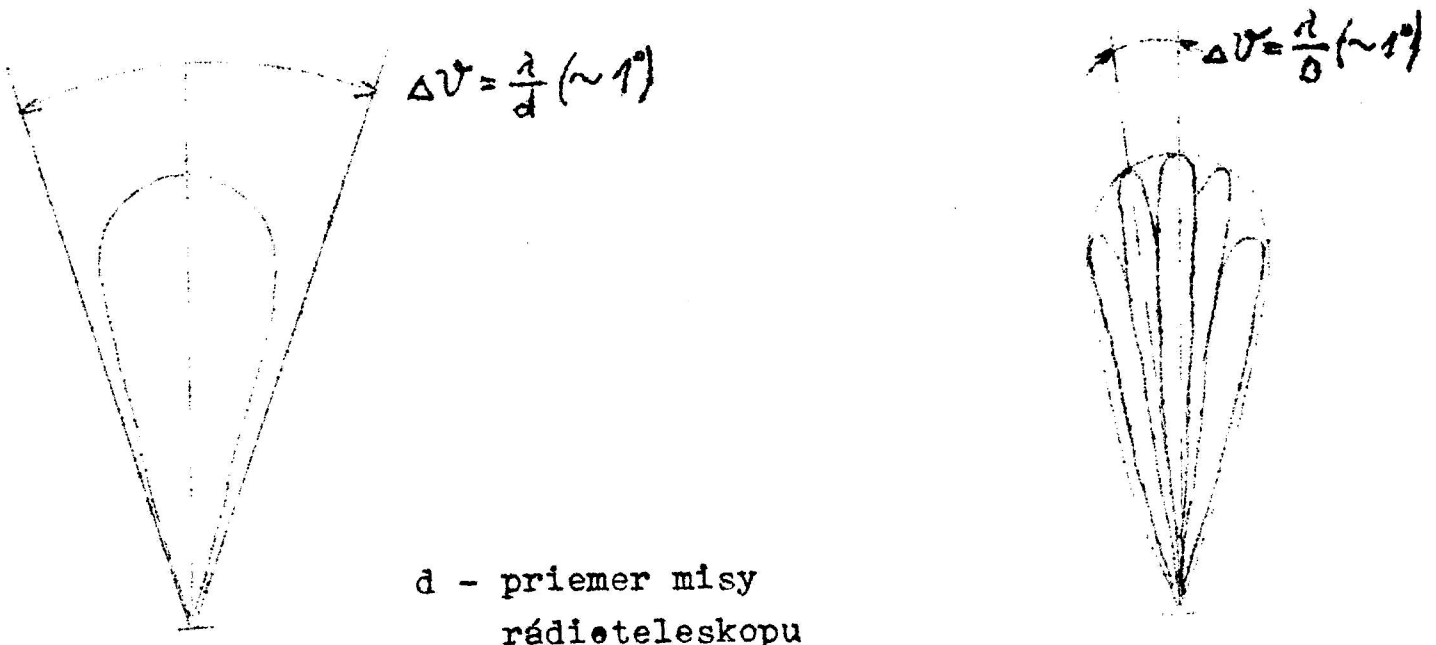 Δϑ = λ/d (~ 1°)
Δϑ = λ/D (~ 1")
d - priemer misy
rádioteleskopu